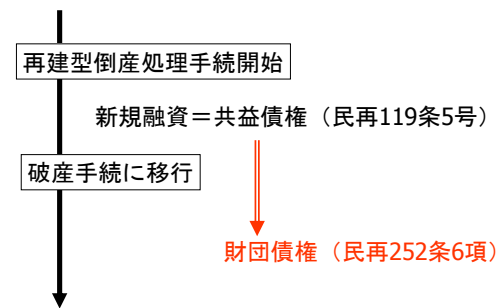 再建型倒産処理手続開始
新規融資＝共益債権（民再119条5号）
破産手続に移行
財団債権（民再252条6項）